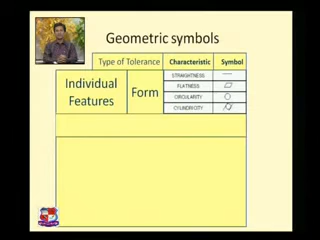 Geometric symbols
Type of Tolerance Characteristic Symbol
Individual Features Form
STRAIGHTNESS
FLATNESS
CIRCULARITY
CYLINDRICITY